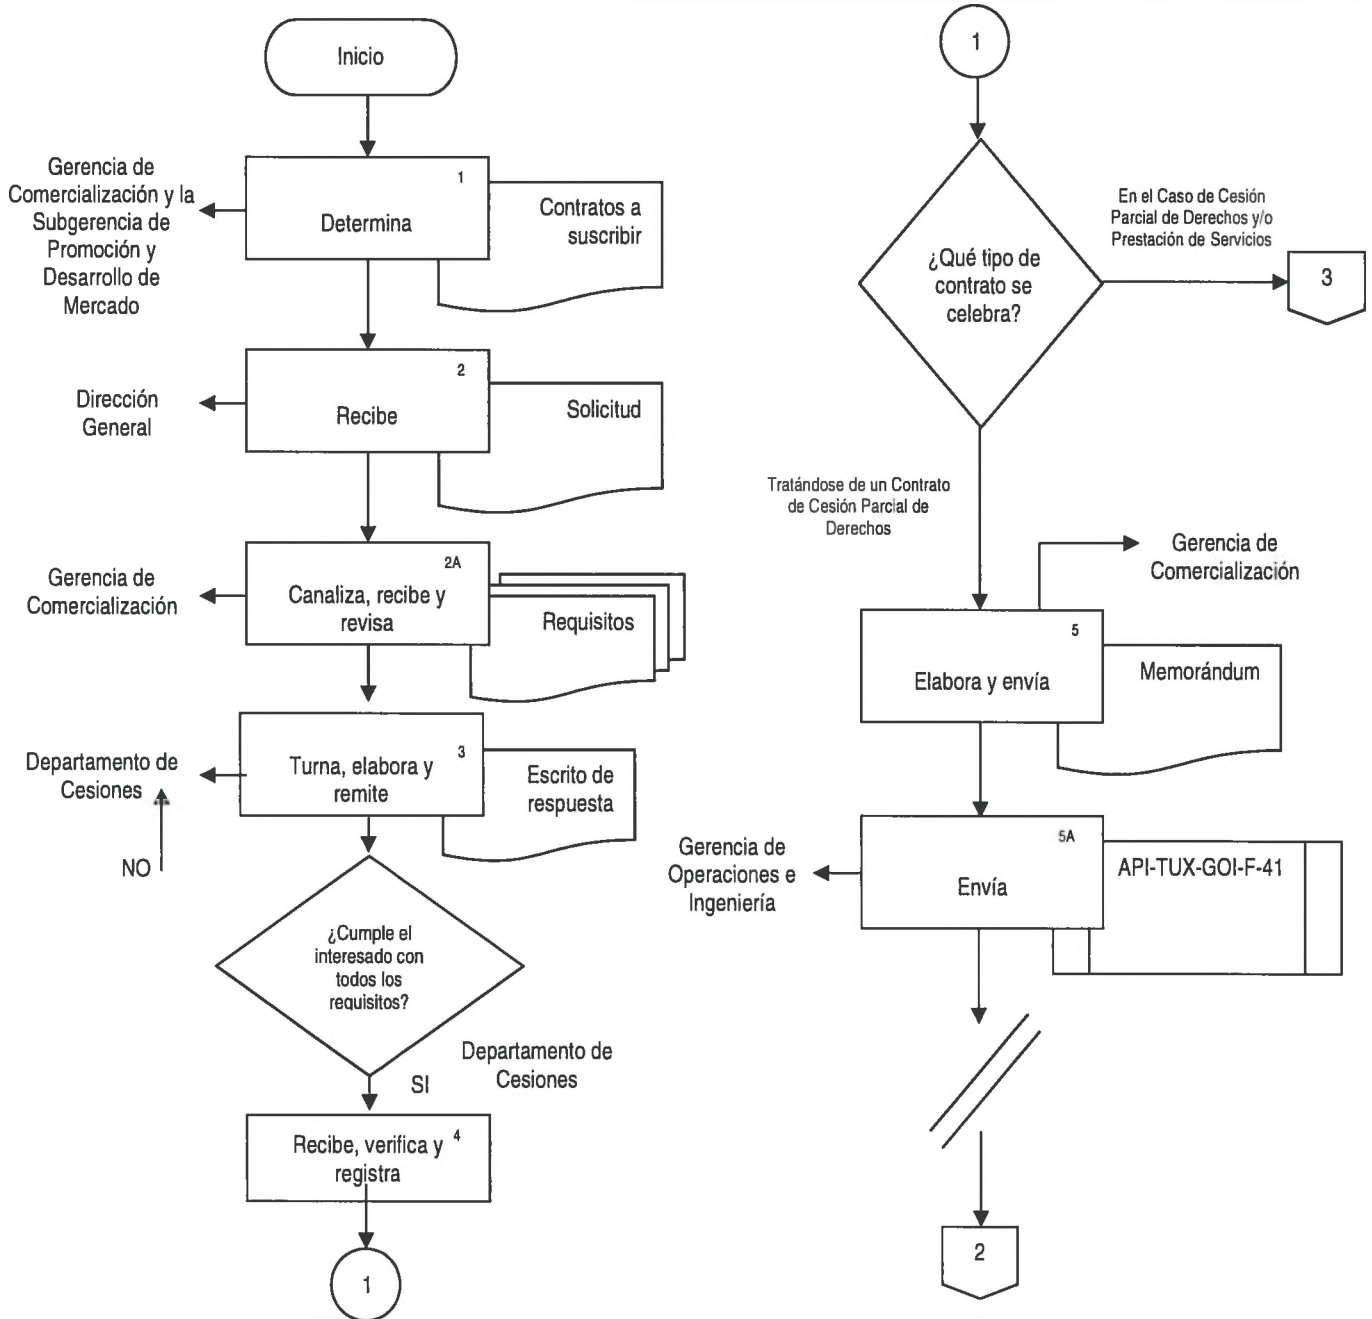 Inicio
Gerencia de
Comercialización y la
Subgerencia de
Promoción y
Desarrollo de
Mercado
1
Determina
Contratos a
suscribir
Dirección
General
2
Recibe
Solicitud
Gerencia de
Comercialización
2A
Canaliza, recibe y
revisa
Requisitos
Departamento de
Cesiones
NO
3
Turna, elabora y
remite
Escrito de
respuesta
¿Cumple el
interesado con
todos los
requisitos?
Departamento de
Cesiones
SI
Recibe, verifica y
registra
4
1
1
¿Qué tipo de
contrato se
celebra?
En el Caso de Cesión
Parcial de Derechos y/o
Prestación de Servicios
3
Tratándose de un Contrato
de Cesión Parcial de
Derechos
Gerencia de
Comercialización
5
Elabora y envía
Memorándum
Gerencia de
Operaciones e
Ingeniería
5A
Envía
API-TUX-GOI-F-41
2